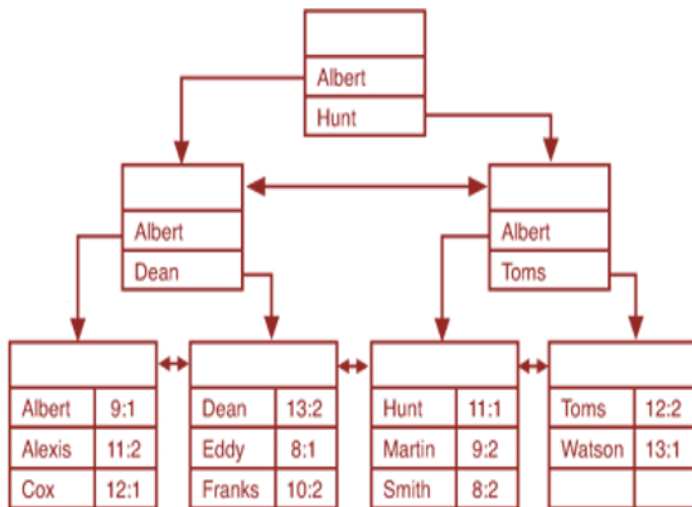 Albert
Hunt
Albert
Dean
Albert
Toms
Albert 9:1
Alexis 11:2
Cox 12:1
Dean 13:2
Eddy 8:1
Franks 10:2
Hunt 11:1
Martin 9:2
Smith 8:2
Toms 12:2
Watson 13:1